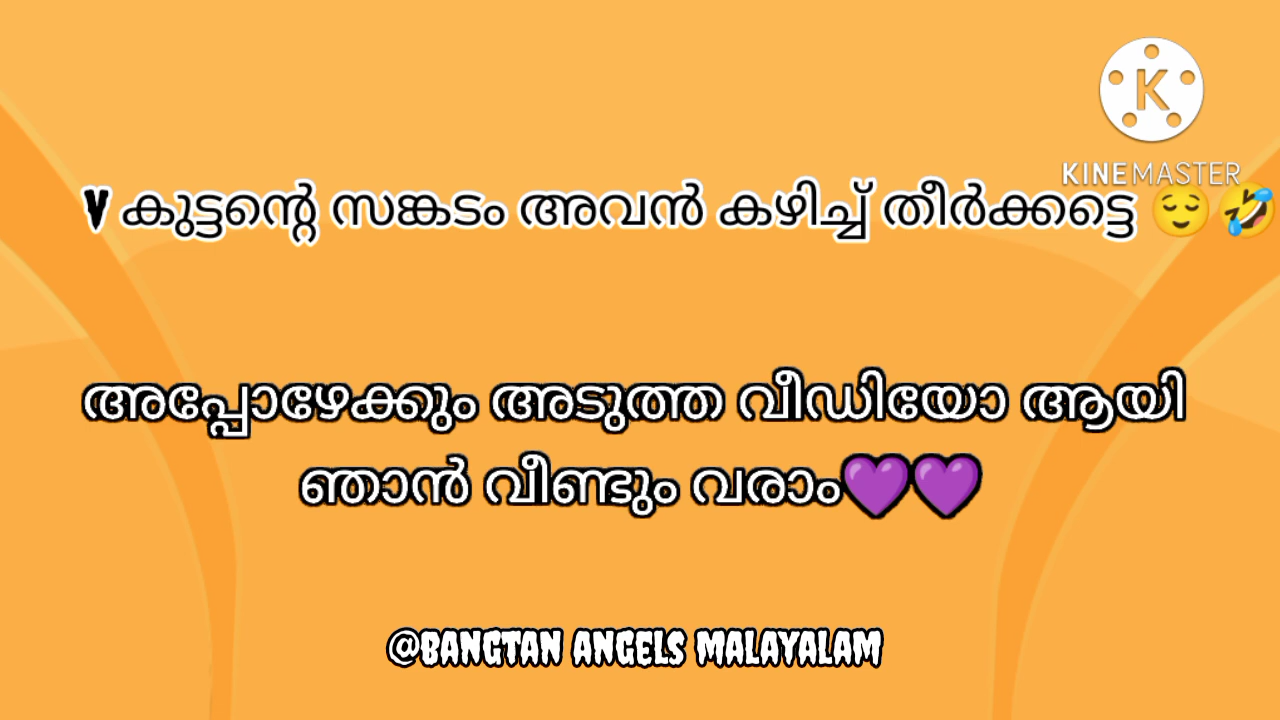 K
KINEMASTER
V കുട്ടന്റെ സങ്കടം അവൻ കഴിച്ച് തീർക്കട്ടെ 😌🤣
അപ്പോഴേക്കും അടുത്ത വീഡിയോ ആയി
ഞാൻ വീണ്ടും വരാം💜💜
@BANGTAN ANGELS MALAYALAM